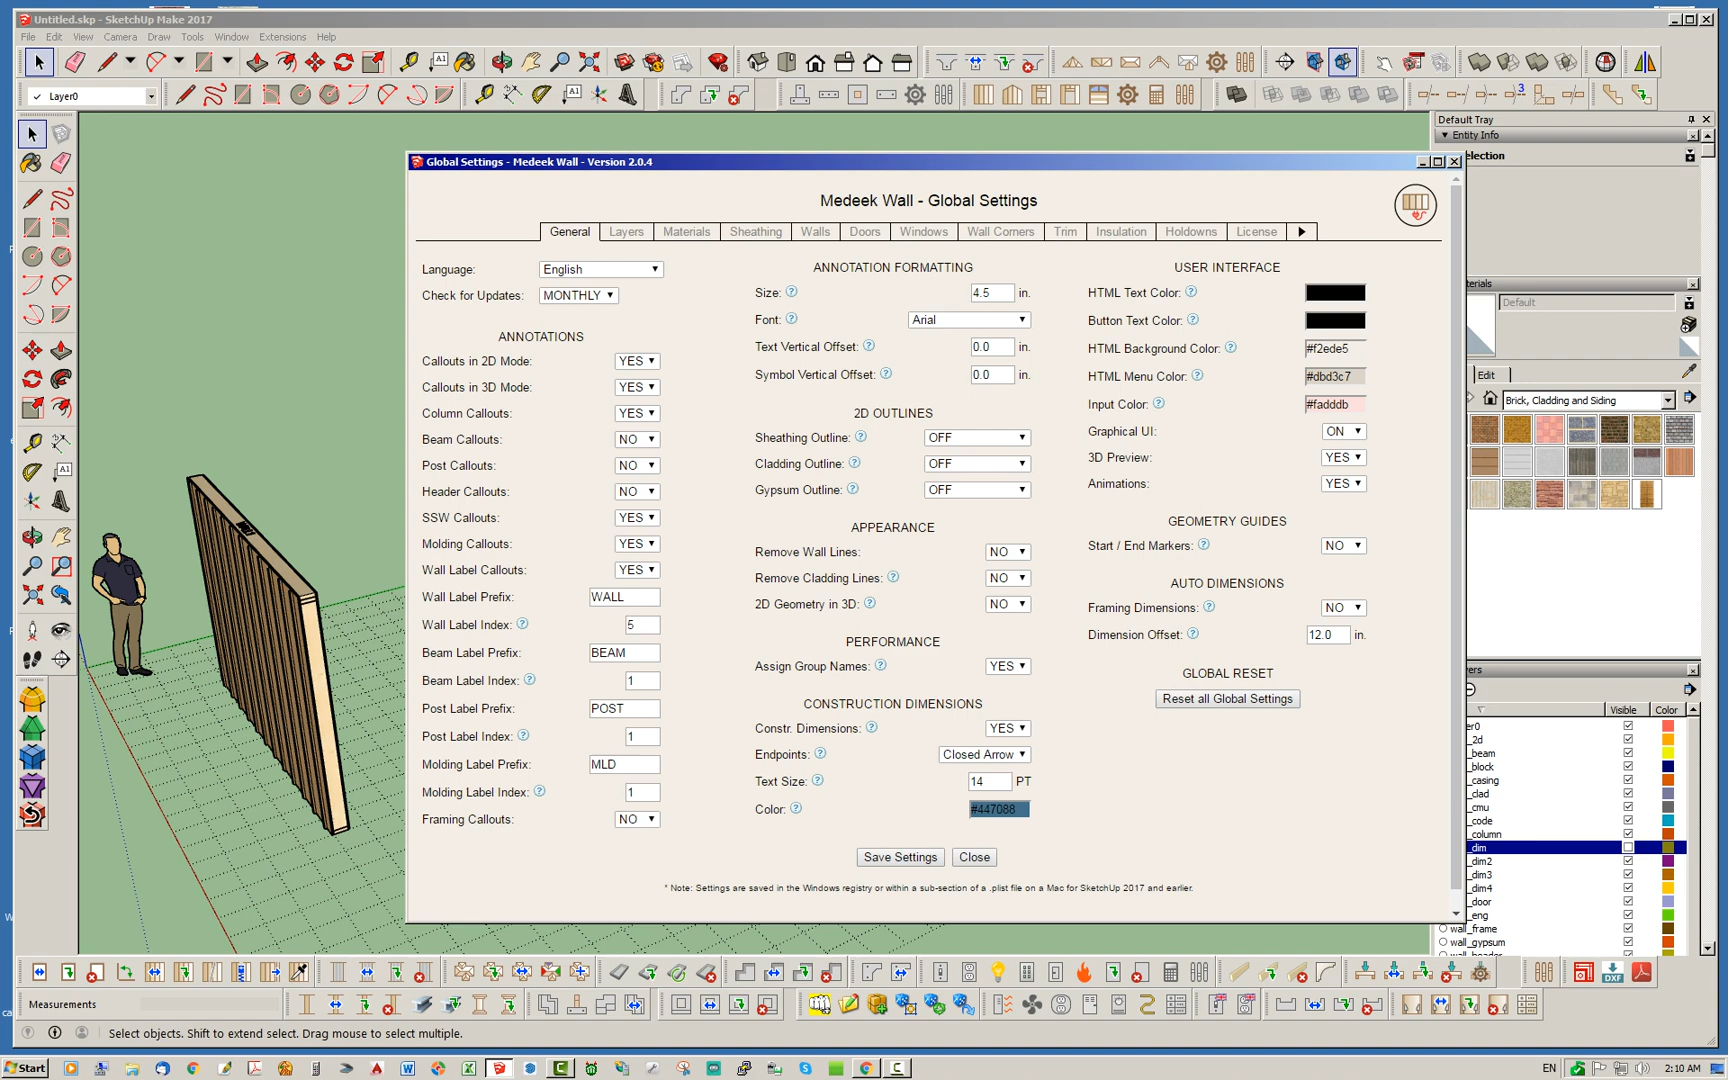 Untitled.skp - SketchUp Make 2017
File Edit View Camera Draw Tools Window Extensions Help
Layer0
Default Tray
Entity Info
election
Global Settings - Medeek Wall - Version 2.0.4
Medeek Wall - Global Settings
General Layers Materials Sheathing Walls Doors Windows Wall Corners Trim Insulation Holdowns License
Language: English
Check for Updates: MONTHLY
ANNOTATIONS
Callouts in 2D Mode: YES
Callouts in 3D Mode: YES
Column Callouts: YES
Beam Callouts: NO
Post Callouts: NO
Header Callouts: NO
SSW Callouts: YES
Molding Callouts: YES
Wall Label Callouts: YES
Wall Label Prefix: WALL
Wall Label Index: 5
Beam Label Prefix: BEAM
Beam Label Index: 1
Post Label Prefix: POST
Post Label Index: 1
Molding Label Prefix: MLD
Molding Label Index: 1
Framing Callouts: NO
ANNOTATION FORMATTING
Size: 4.5 in.
Font: Arial
Text Vertical Offset: 0.0 in.
Symbol Vertical Offset: 0.0 in.
2D OUTLINES
Sheathing Outline: OFF
Cladding Outline: OFF
Gypsum Outline: OFF
APPEARANCE
Remove Wall Lines: NO
Remove Cladding Lines: NO
2D Geometry in 3D: NO
PERFORMANCE
Assign Group Names: YES
CONSTRUCTION DIMENSIONS
Constr. Dimensions: YES
Endpoints: Closed Arrow
Text Size: 14 PT
Color: #447088
USER INTERFACE
HTML Text Color:
Button Text Color:
HTML Background Color: #f2ede5
HTML Menu Color: #dbd3c7
Input Color: #fadddb
Graphical UI: ON
3D Preview: YES
Animations: YES
GEOMETRY GUIDES
Start / End Markers: NO
AUTO DIMENSIONS
Framing Dimensions: NO
Dimension Offset: 12.0 in.
GLOBAL RESET
Reset all Global Settings
Save Settings Close
* Note: Settings are saved in the Windows registry or within a sub-section of a .plist file on a Mac for SketchUp 2017 and earlier.
terials
Default
Edit
Brick, Cladding and Siding
yers
Visible Color
er0
_2d
_beam
_block
_casing
_clad
_cmu
_code
_column
_dim
_dim2
_dim3
_dim4
_door
_eng
wall_frame
wall_gypsum
Measurements
Select objects. Shift to extend select. Drag mouse to select multiple.
Start
EN 2:10 AM